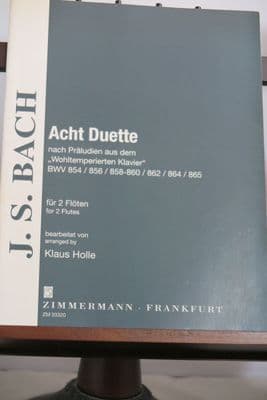 J. S. BACH
Acht Duette
nach Präludien aus dem
„Wohltemperierten Klavier“
BWV 854 / 856 / 858-860 / 862 / 864 / 865
für 2 Flöten
for 2 Flutes
bearbeitet von
arranged by
Klaus Holle
ZIMMERMANN · FRANKFURT
ZM 33320